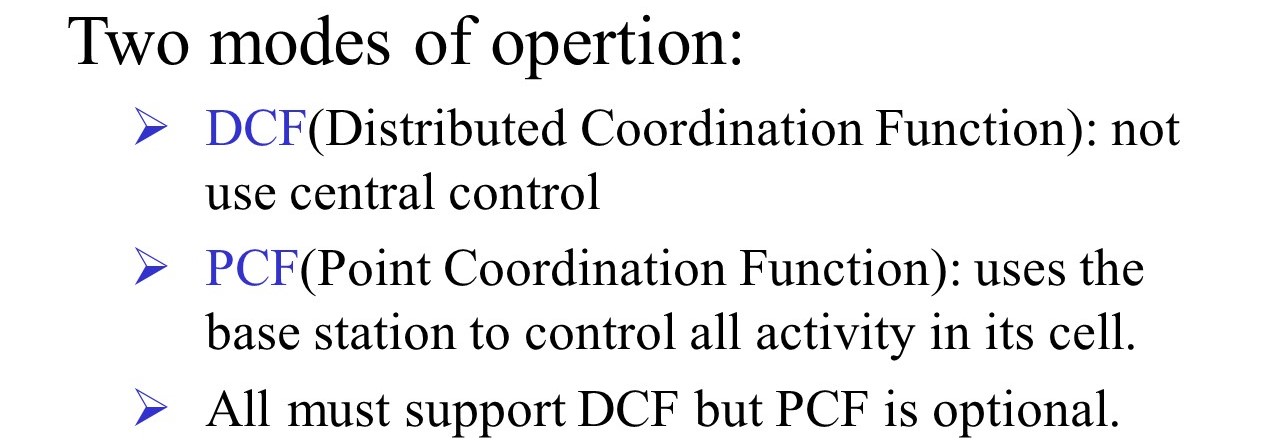 Two modes of opertion:
DCF(Distributed Coordination Function): not
use central control
PCF(Point Coordination Function): uses the
base station to control all activity in its cell.
All must support DCF but PCF is optional.